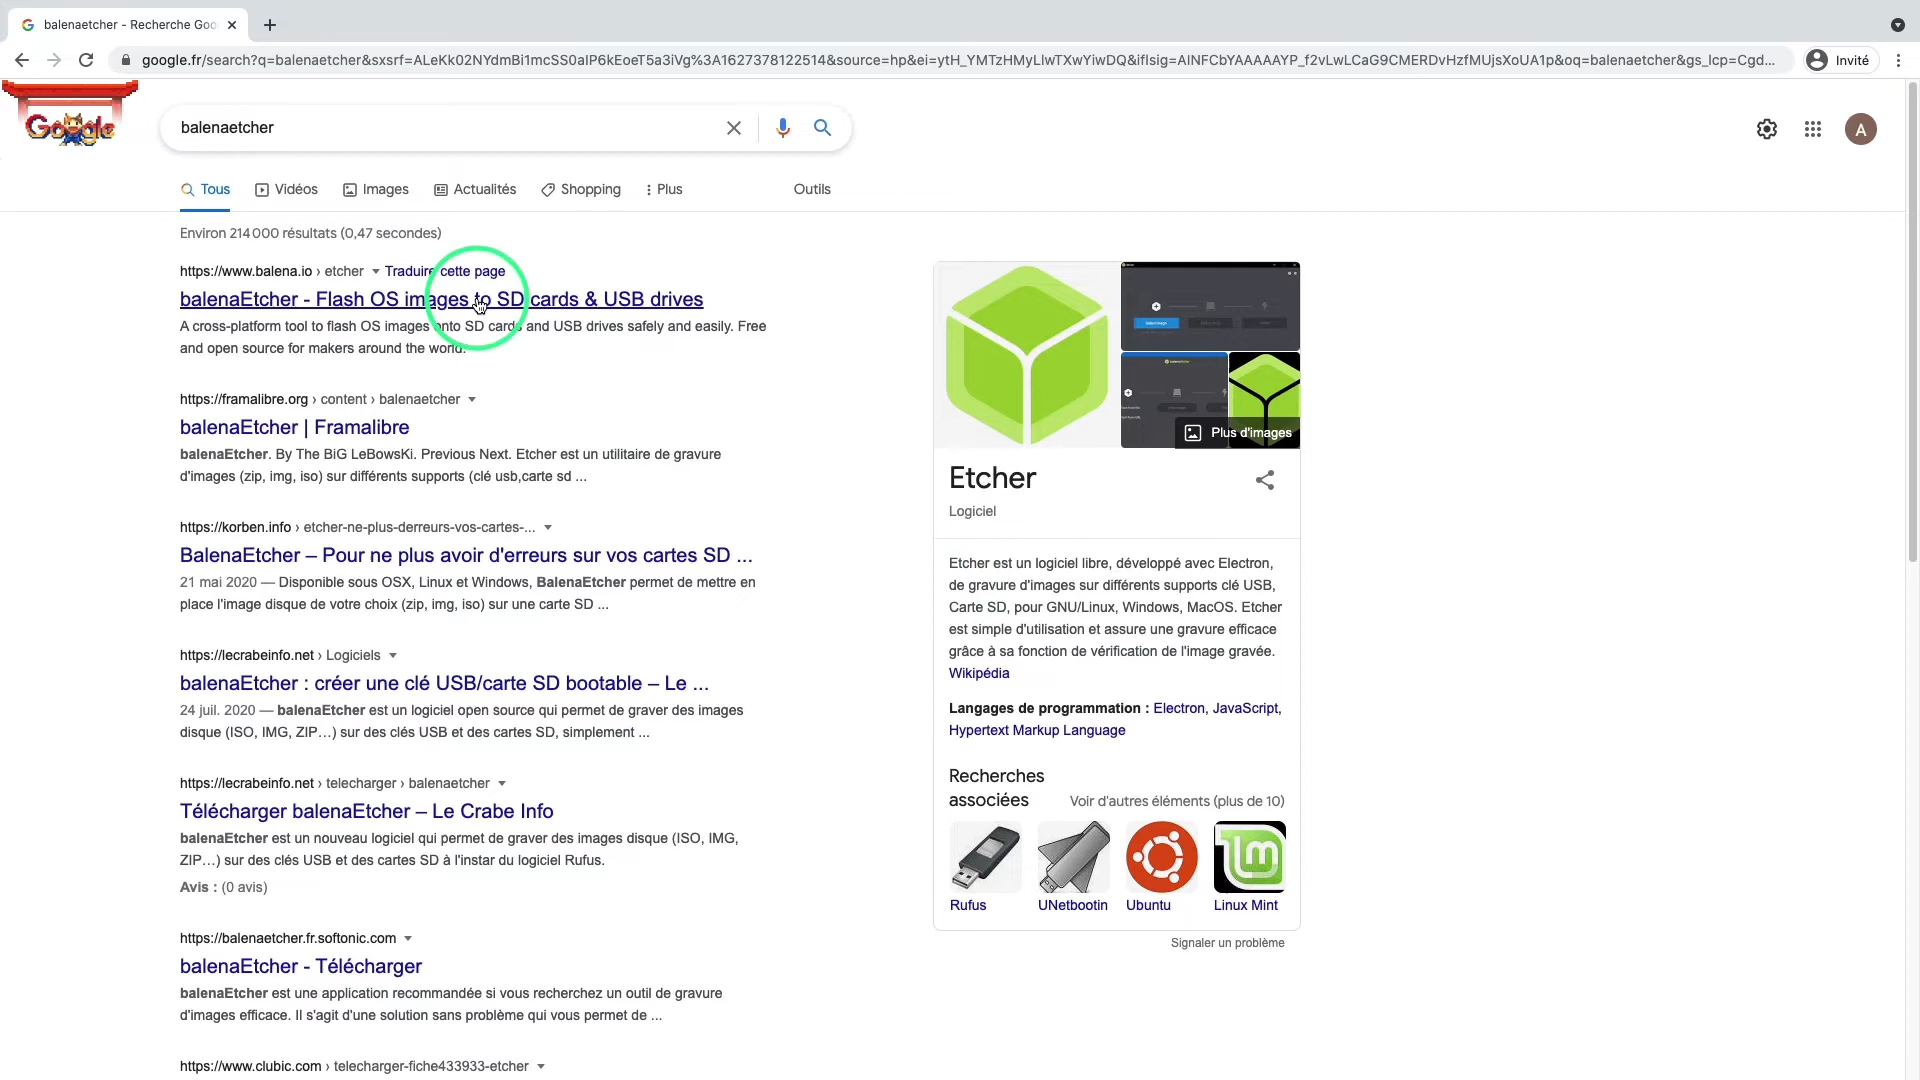 balenaetcher - Recherche Goo
google.fr/search?q=balenaetcher&sxsrf=ALeKk02NYdmBi1mcSS0aIP6kEoeT5a3iVg%3A1627378122514&source=hp&ei=ytH_YMTzHMyLlwTXwYiwDQ&iflsig=AINFCbYAAAAAYP_f2vLwLCaG9CMERDvHzfMUjsXoUA1p&oq=balenaetcher&gs_lcp=Cgd...
Invité
Google
balenaetcher
A
Tous
Vidéos
Images
Actualités
Shopping
Plus
Outils
Environ 214 000 résultats (0,47 secondes)
https://www.balena.io › etcher
Traduire cette page
balenaEtcher - Flash OS images to SD cards & USB drives
A cross-platform tool to flash OS images onto SD cards and USB drives safely and easily. Free
and open source for makers around the world.
https://framalibre.org › content › balenaetcher
balenaEtcher | Framalibre
balenaEtcher. By The BiG LeBowsKi. Previous Next. Etcher est un utilitaire de gravure
d'images (zip, img, iso) sur différents supports (clé usb,carte sd ...
https://korben.info › etcher-ne-plus-derreurs-vos-cartes-...
BalenaEtcher – Pour ne plus avoir d'erreurs sur vos cartes SD ...
21 mai 2020 — Disponible sous OSX, Linux et Windows, BalenaEtcher permet de mettre en
place l'image disque de votre choix (zip, img, iso) sur une carte SD ...
https://lecrabeinfo.net › Logiciels
balenaEtcher : créer une clé USB/carte SD bootable – Le ...
24 juil. 2020 — balenaEtcher est un logiciel open source qui permet de graver des images
disque (ISO, IMG, ZIP…) sur des clés USB et des cartes SD, simplement ...
https://lecrabeinfo.net › telecharger › balenaetcher
Télécharger balenaEtcher – Le Crabe Info
balenaEtcher est un nouveau logiciel qui permet de graver des images disque (ISO, IMG,
ZIP…) sur des clés USB et des cartes SD à l'instar du logiciel Rufus.
Avis : (0 avis)
https://balenaetcher.fr.softonic.com
balenaEtcher - Télécharger
balenaEtcher est une application recommandée si vous recherchez un outil de gravure
d'images efficace. Il s'agit d'une solution sans problème qui vous permet de ...
https://www.clubic.com › telecharger-fiche433933-etcher
Plus d'images
Etcher
Logiciel
Etcher est un logiciel libre, développé avec Electron,
de gravure d'images sur différents supports clé USB,
Carte SD, pour GNU/Linux, Windows, MacOS. Etcher
est simple d'utilisation et assure une gravure efficace
grâce à sa fonction de vérification de l'image gravée.
Wikipédia
Langages de programmation : Electron, JavaScript,
Hypertext Markup Language
Recherches
associées
Voir d'autres éléments (plus de 10)
Rufus
UNetbootin
Ubuntu
Linux Mint
Signaler un problème